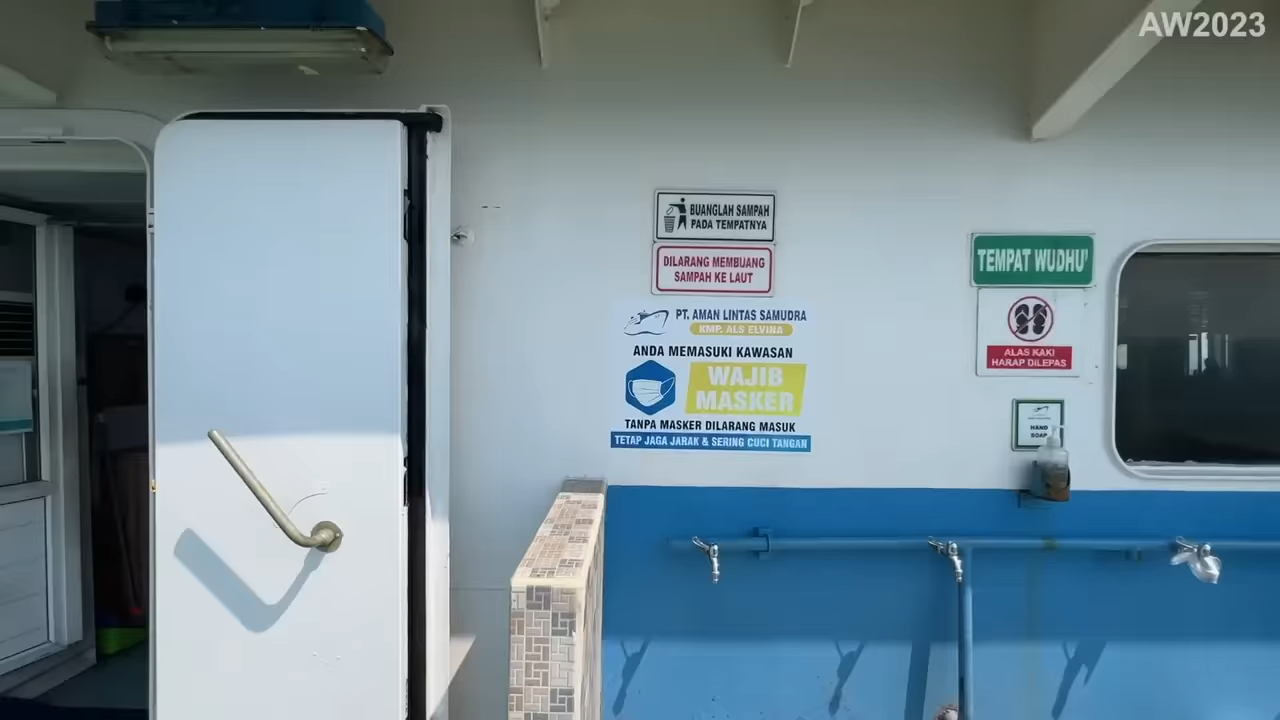 AW2023
BUANGLAH SAMPAH
PADA TEMPATNYA
DILARANG MEMBUANG
SAMPAH KE LAUT
PT. AMAN LINTAS SAMUDRA
KMP. ALS ELVINA
ANDA MEMASUKI KAWASAN
WAJIB
MASKER
TANPA MASKER DILARANG MASUK
TETAP JAGA JARAK & SERING CUCI TANGAN
TEMPAT WUDHU'
ALAS KAKI
HARAP DILEPAS
HAND
SOAP